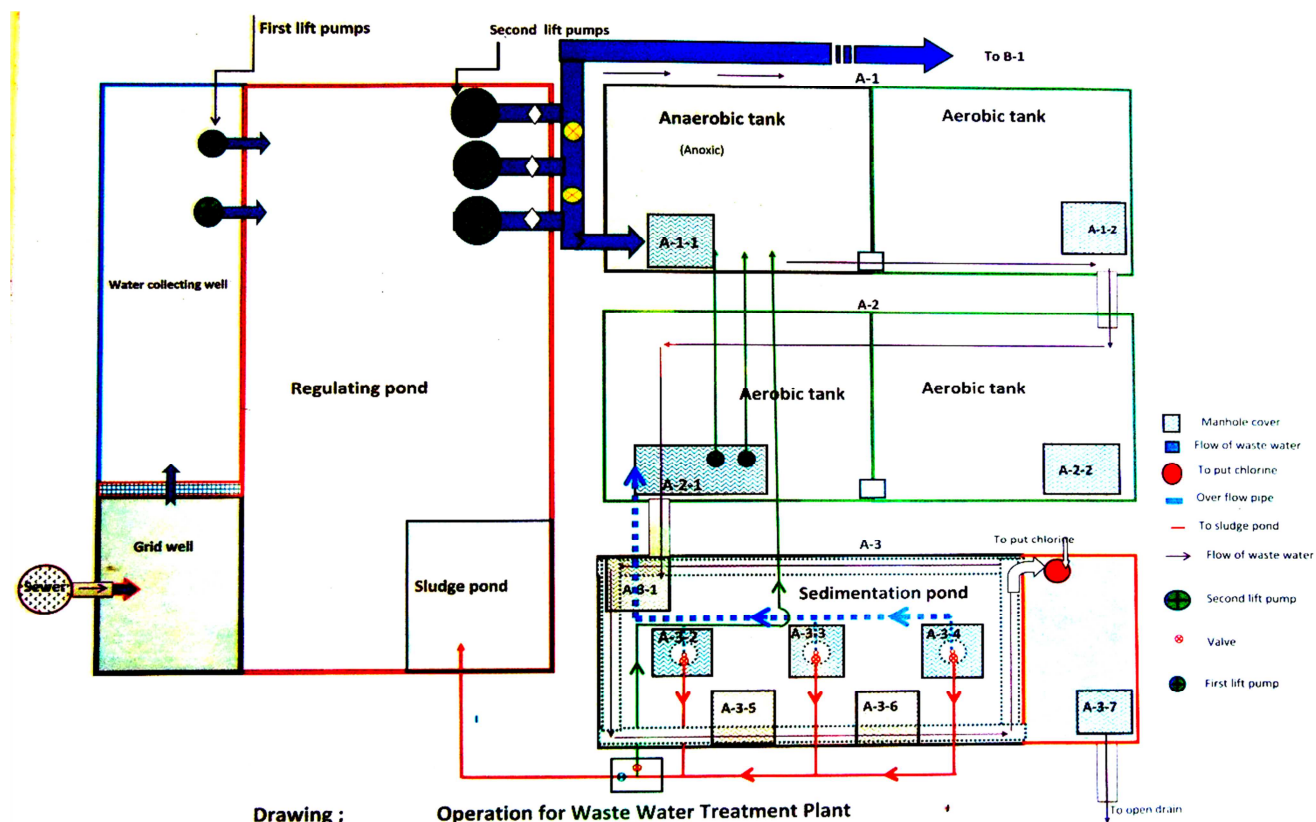 First lift pumps
Second lift pumps
To B-1
A-1
Anaerobic tank
(Anoxic)
Aerobic tank
A-1-1
A-1-2
Water collecting well
Regulating pond
A-2
Aerobic tank
Aerobic tank
A-2-1
A-2-2
Grid well
Sewer
Sludge pond
A-3
To put chlorine
A-3-1
Sedimentation pond
A-3-2
A-3-3
A-3-4
A-3-5
A-3-6
A-3-7
To open drain
Manhole cover
Flow of waste water
To put chlorine
Over flow pipe
To sludge pond
Flow of waste water
Second lift pump
Valve
First lift pump
Drawing ; Operation for Waste Water Treatment Plant